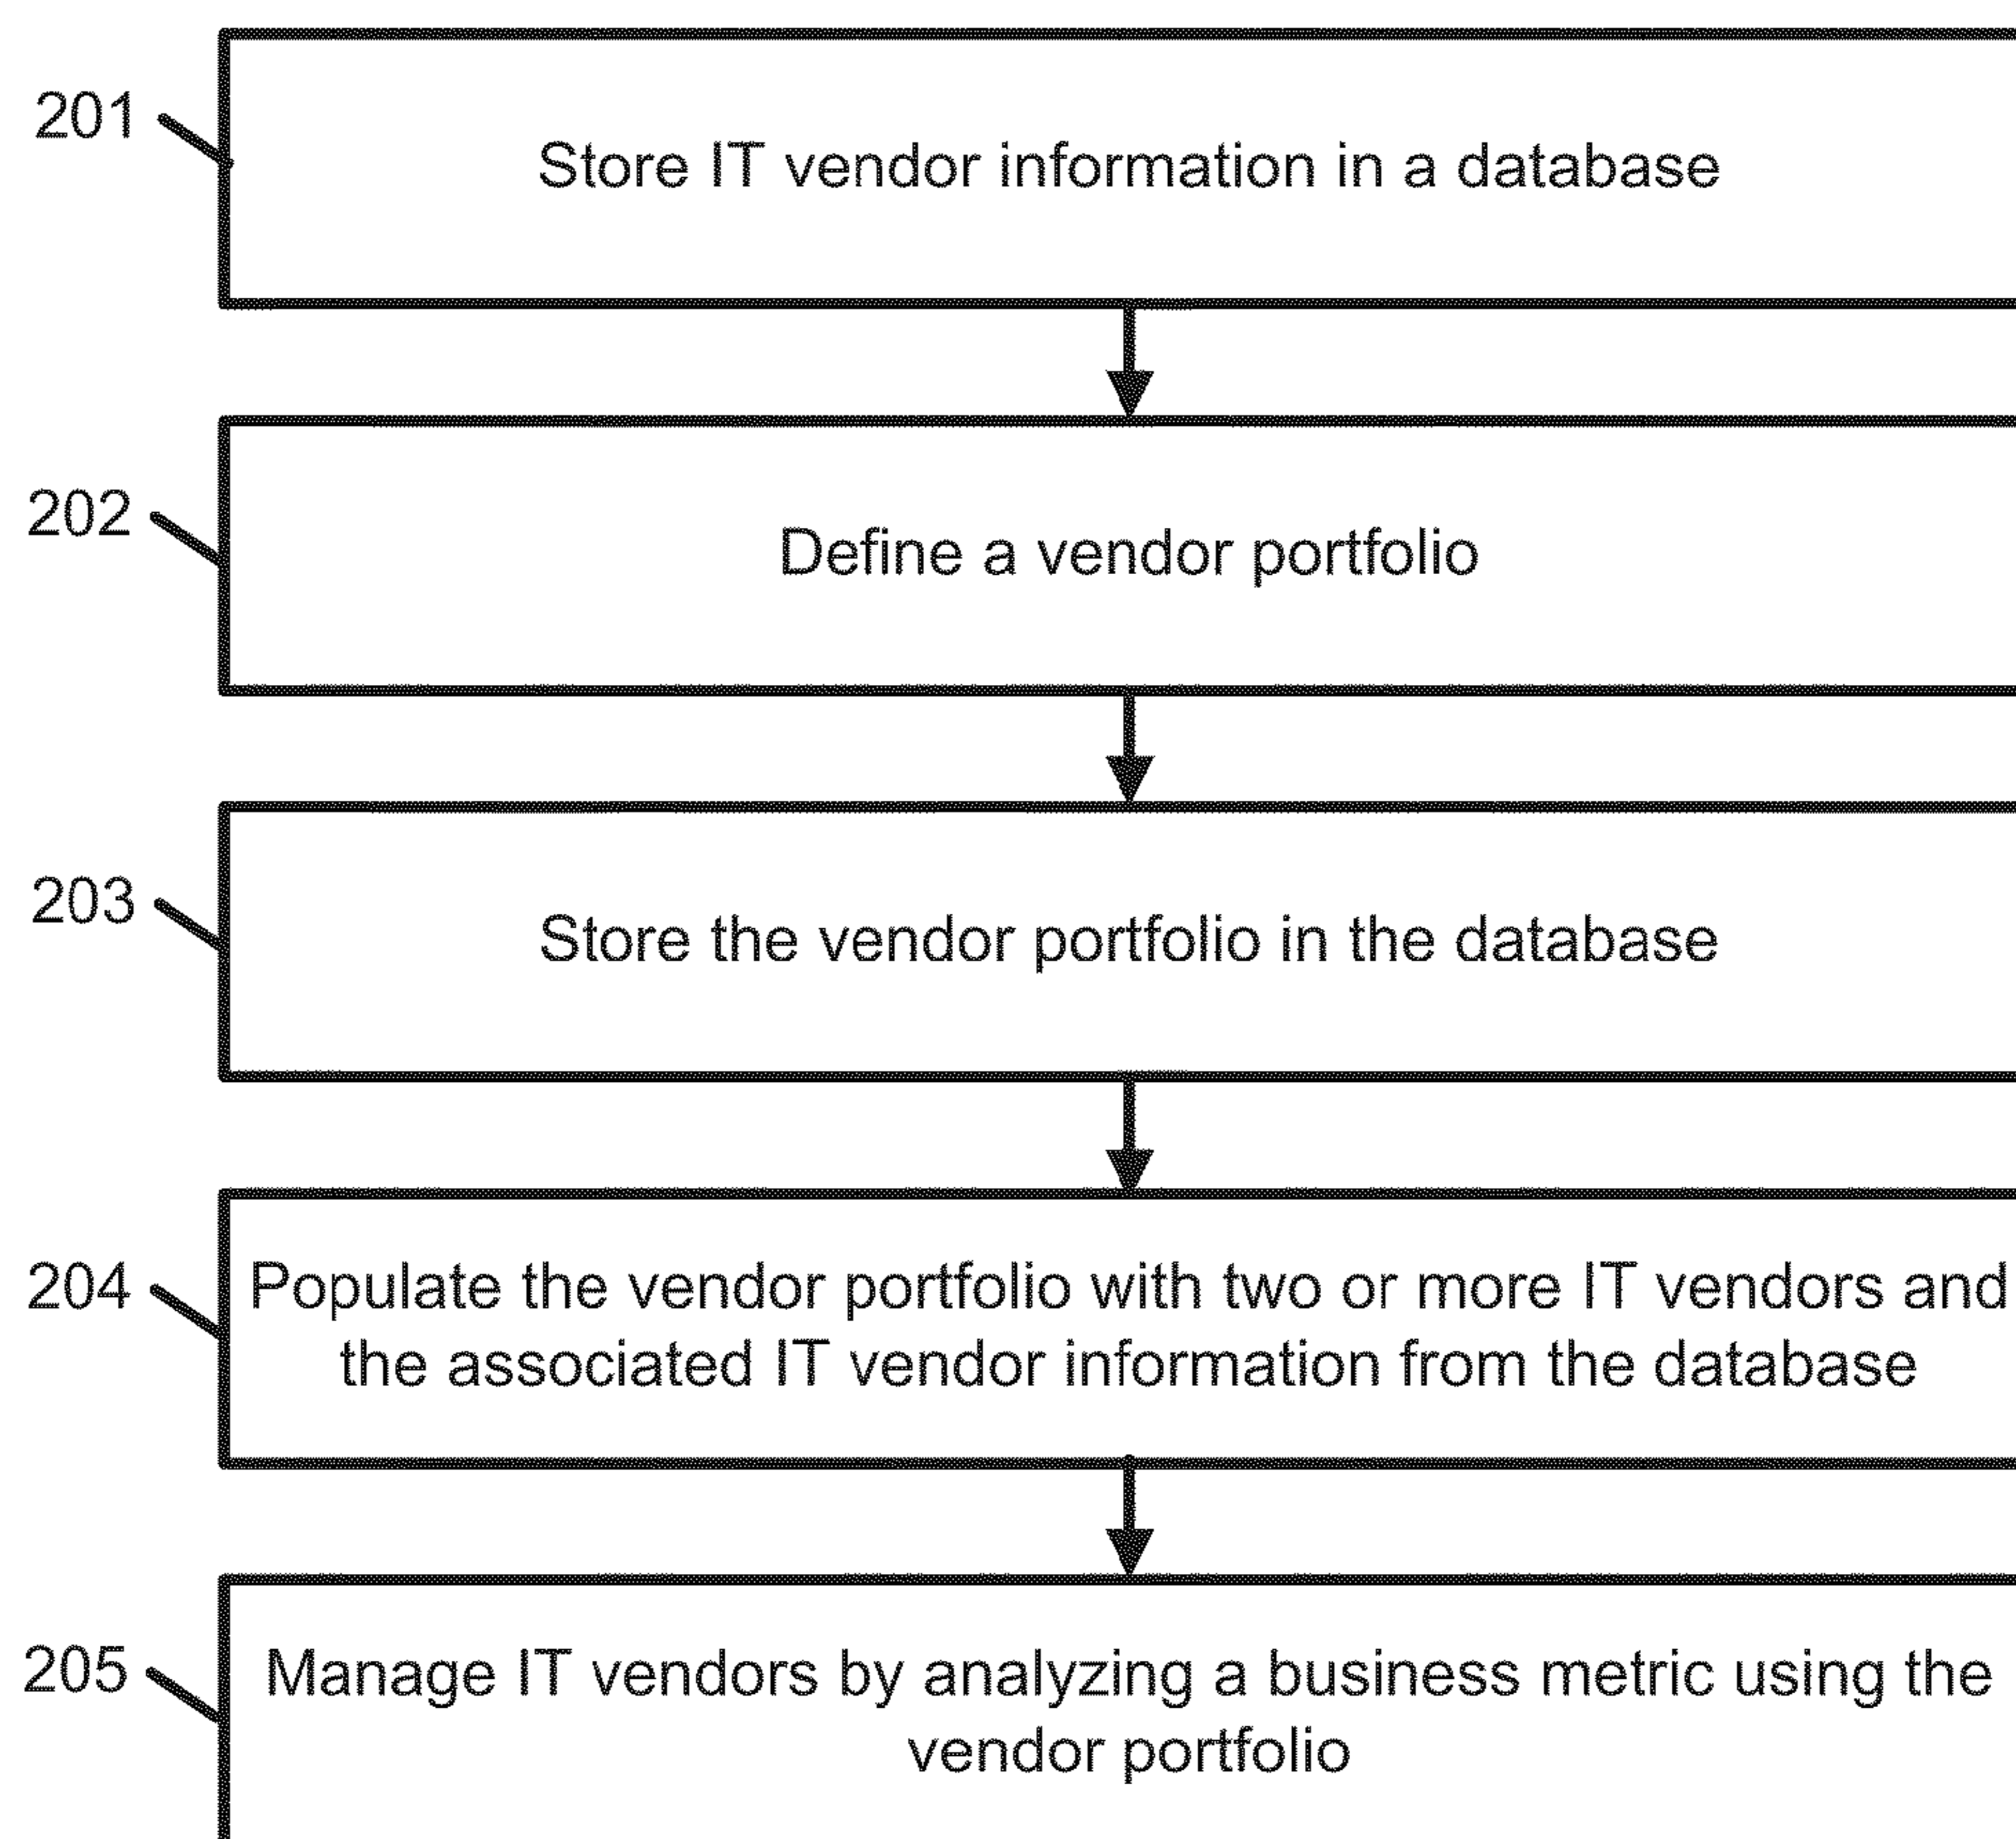 201
Store IT vendor information in a database
202
Define a vendor portfolio
203
Store the vendor portfolio in the database
204
Populate the vendor portfolio with two or more IT vendors and
the associated IT vendor information from the database
205
Manage IT vendors by analyzing a business metric using the
vendor portfolio